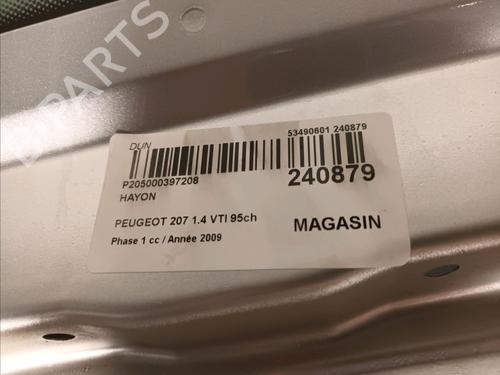 PARTS
DUN
53490601 240879
P205000397208
240879
HAYON
PEUGEOT 207 1.4 VTI 95ch
MAGASIN
Phase 1 cc / Année 2009